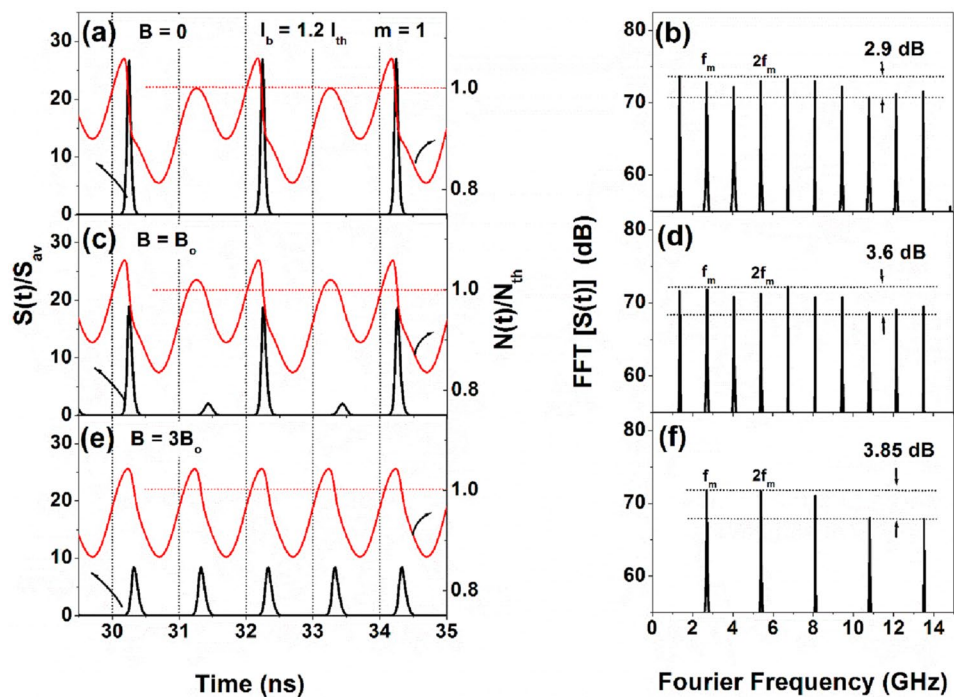 (a) B = 0 I_b = 1.2 I_th m = 1
30
20
10
0
1.0
0.8
(b) f_m 2f_m 2.9 dB
80
70
60
(c) B = B_o
30
20
10
0
1.0
0.8
(d) f_m 2f_m 3.6 dB
80
70
60
(e) B = 3B_o
30
20
10
0
1.0
0.8
(f) f_m 2f_m 3.85 dB
80
70
60
S(t)/S_av
N(t)/N_th
FFT [S(t)] (dB)
30 31 32 33 34 35
0 2 4 6 8 10 12 14
Time (ns)
Fourier Frequency (GHz)